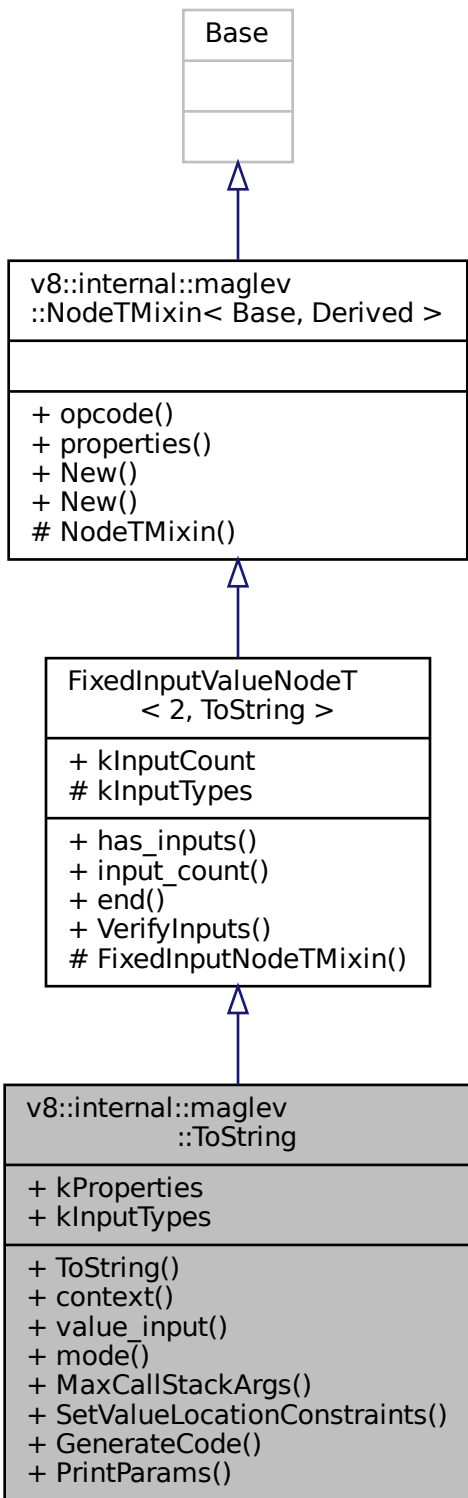 Base
v8::internal::maglev
::NodeTMixin< Base, Derived >
+ opcode()
+ properties()
+ New()
+ New()
# NodeTMixin()
FixedInputValueNodeT
< 2, ToString >
+ kInputCount
# kInputTypes
+ has_inputs()
+ input_count()
+ end()
+ VerifyInputs()
# FixedInputNodeTMixin()
v8::internal::maglev
::ToString
+ kProperties
+ kInputTypes
+ ToString()
+ context()
+ value_input()
+ mode()
+ MaxCallStackArgs()
+ SetValueLocationConstraints()
+ GenerateCode()
+ PrintParams()